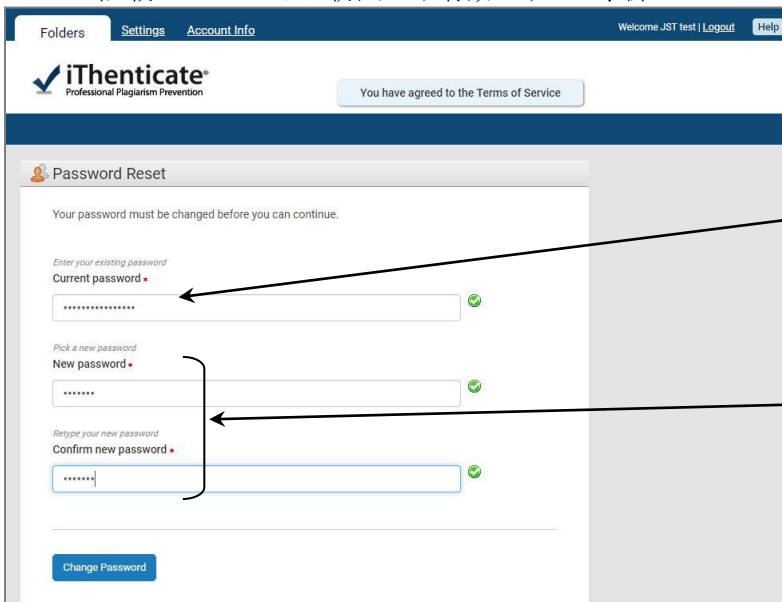 Folders Settings Account Info Welcome JST test | Logout Help
iThenticate®
Professional Plagiarism Prevention
You have agreed to the Terms of Service
Password Reset
Your password must be changed before you can continue.
Enter your existing password
Current password *
Pick a new password
New password *
Retype your new password
Confirm new password *
Change Password